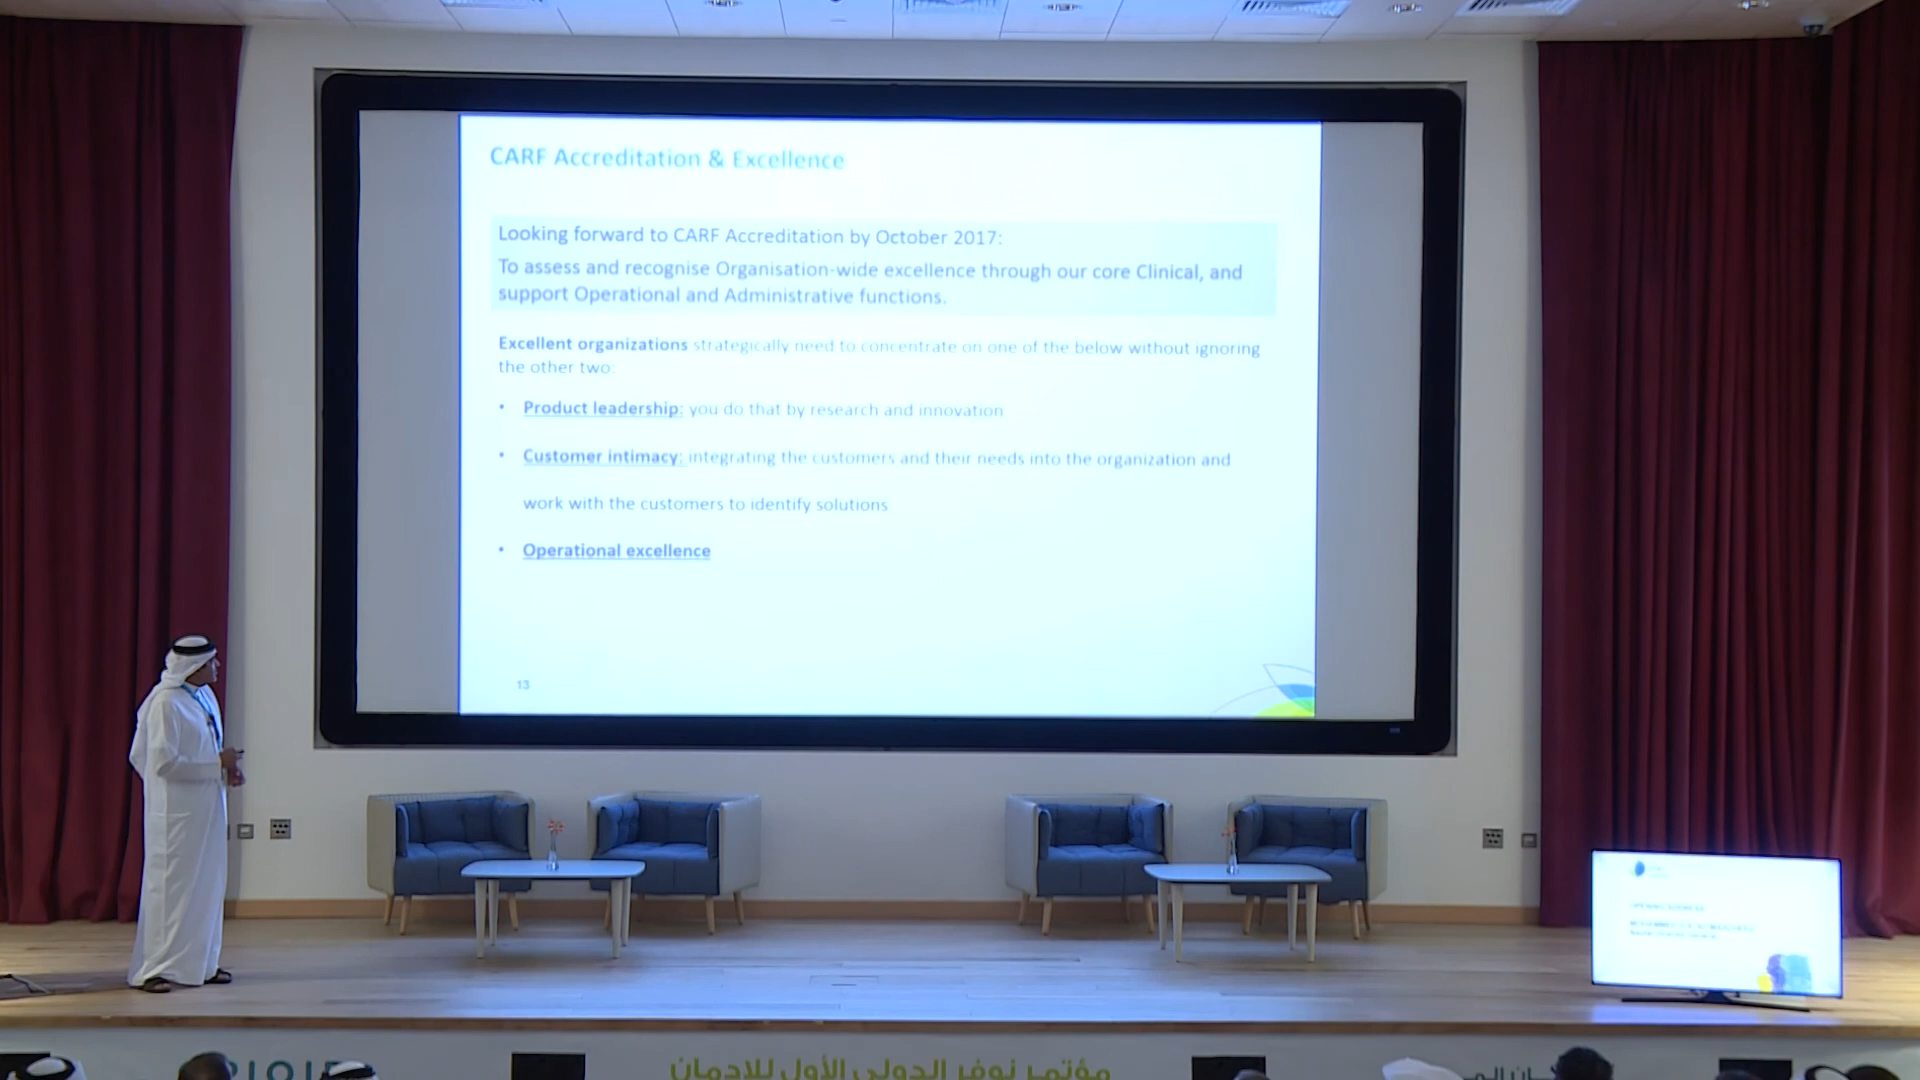 CARF Accreditation & Excellence
Looking forward to CARF Accreditation by October 2017:
To assess and recognise Organisation-wide excellence through our core Clinical, and
support Operational and Administrative functions.
Excellent organizations strategically need to concentrate on one of the below without ignoring
the other two:
• Product leadership: you do that by research and innovation
• Customer intimacy: integrating the customers and their needs into the organization and
work with the customers to identify solutions
• Operational excellence
13
OPENING ADDRESS
مؤتمر نوفر الدولي الأول للإدمان